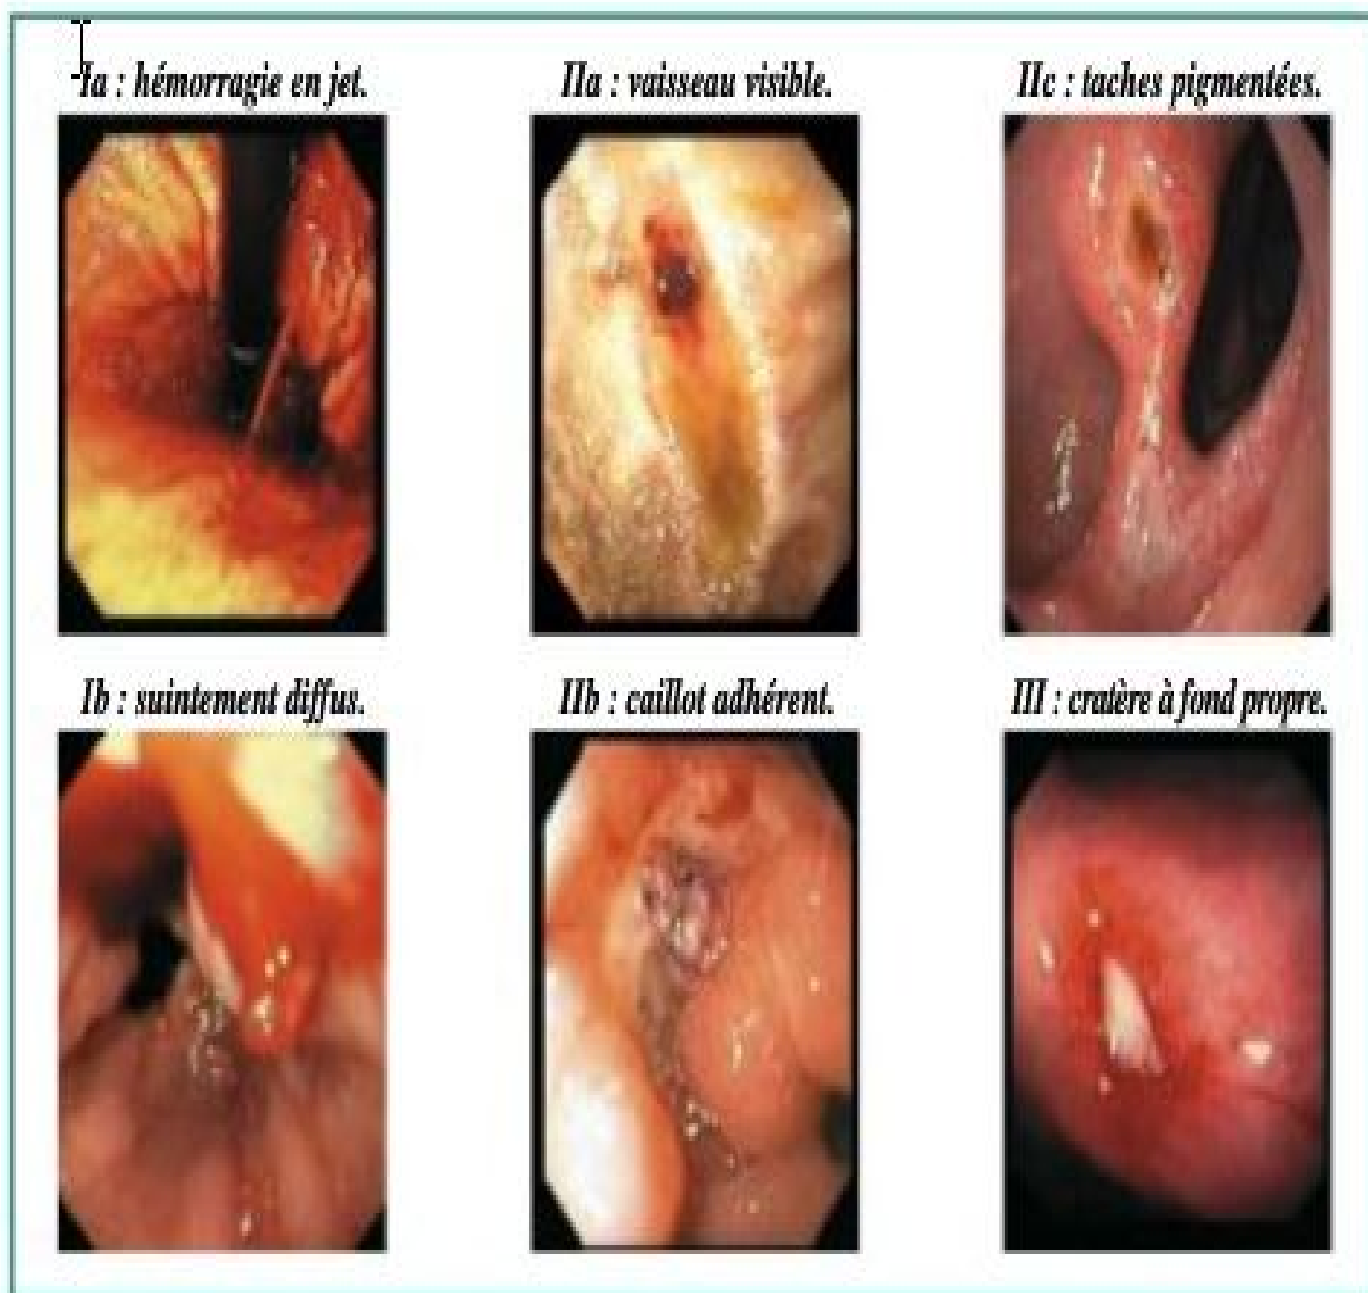 Ia : hémorragie en jet.
IIa : vaisseau visible.
IIc : taches pigmentées.
Ib : suintement diffus.
IIb : caillot adhérent.
III : cratère à fond propre.